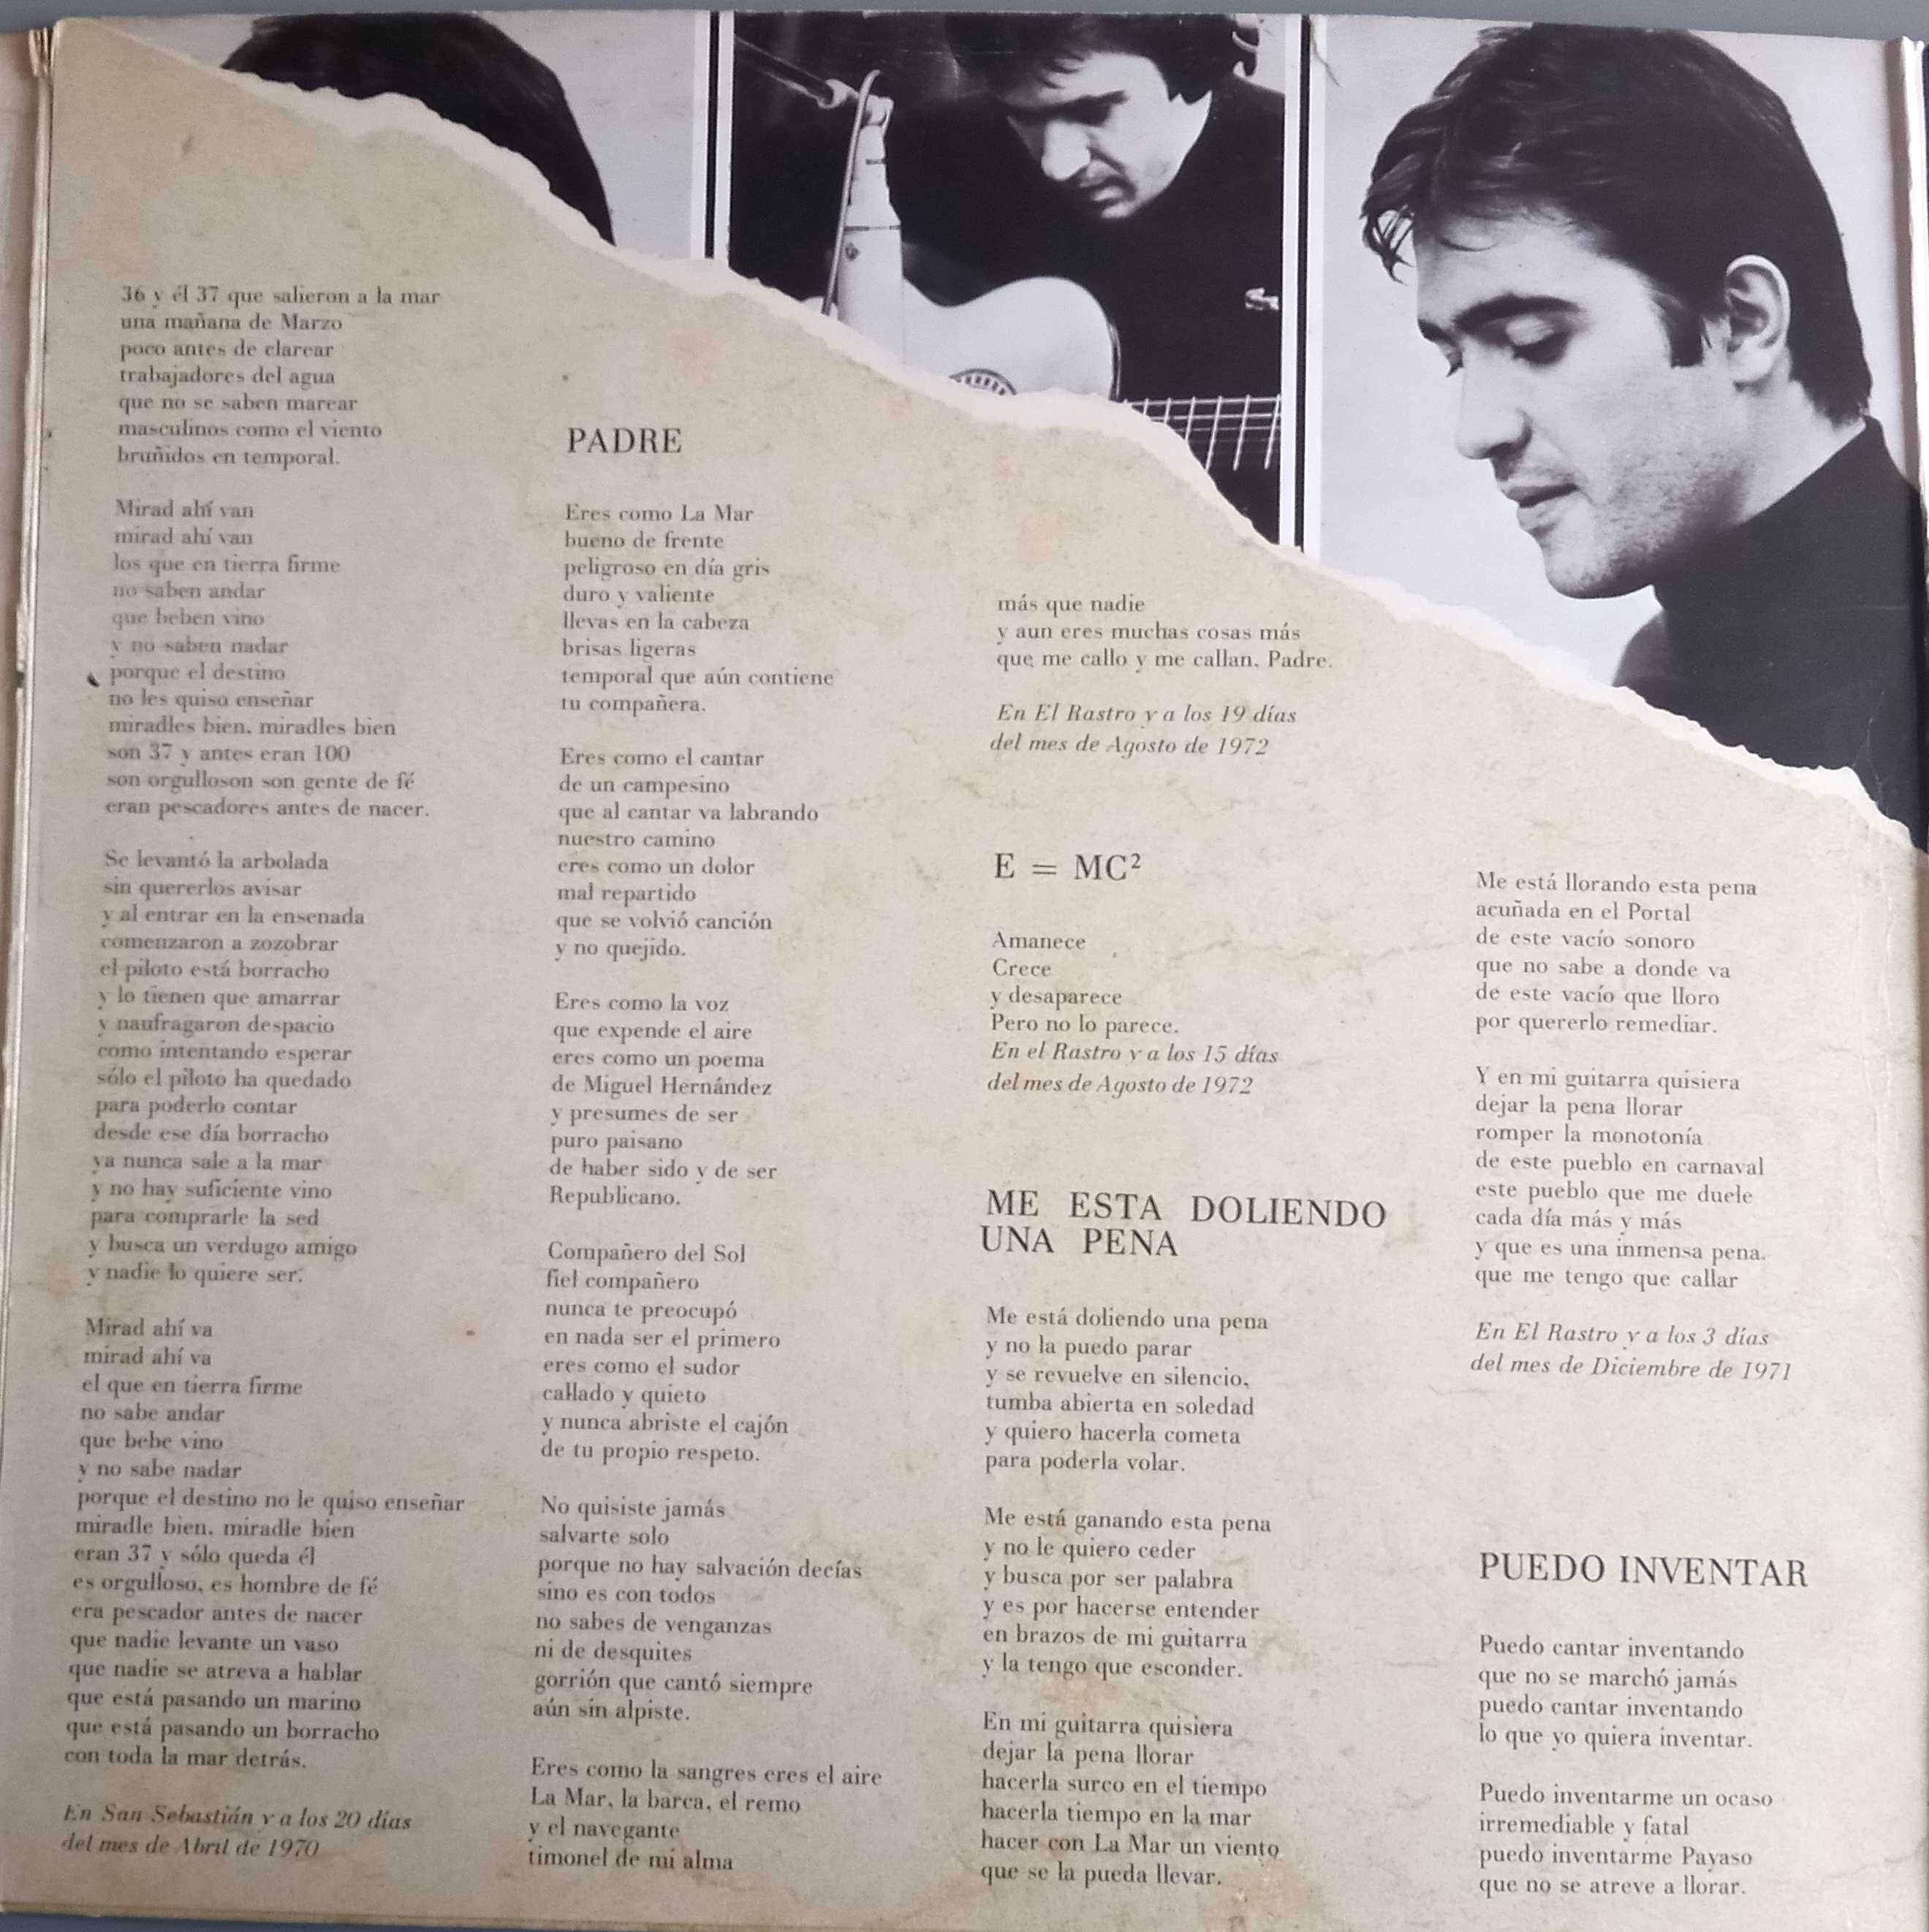 36 y él 37 que salieron a la mar
una mañana de Marzo
poco antes de clarear
trabajadores del agua
que no se saben marear
masculinos como el viento
bruñidos en temporal.

Mirad ahí van
mirad ahí van
los que en tierra firme
no saben andar
que beben vino
y no saben nadar
porque el destino
no les quiso enseñar
miradles bien, miradles bien
son 37 y antes eran 100
son orgulloson son gente de fé
eran pescadores antes de nacer.

Se levantó la arbolada
sin quererlos avisar
y al entrar en la ensenada
comenzaron a zozobrar
el piloto está borracho
y lo tienen que amarrar
y naufragaron despacio
como intentando esperar
sólo el piloto ha quedado
para poderlo contar
desde ese día borracho
ya nunca sale a la mar
y no hay suficiente vino
para comprarle la sed
y busca un verdugo amigo
y nadie lo quiere ser.

Mirad ahí va
mirad ahí va
el que en tierra firme
no sabe andar
que bebe vino
y no sabe nadar
porque el destino no le quiso enseñar
miradle bien, miradle bien
eran 37 y sólo queda él
es orgulloso, es hombre de fé
era pescador antes de nacer
que nadie levante un vaso
que nadie se atreva a hablar
que está pasando un marino
que está pasando un borracho
con toda la mar detrás.

En San Sebastián y a los 20 días
del mes de Abril de 1970

PADRE

Eres como La Mar
bueno de frente
peligroso en día gris
duro y valiente
llevas en la cabeza
brisas ligeras
temporal que aún contiene
tu compañera.

Eres como el cantar
de un campesino
que al cantar va labrando
nuestro camino
eres como un dolor
mal repartido
que se volvió canción
y no quejido.

Eres como la voz
que expende el aire
eres como un poema
de Miguel Hernández
y presumes de ser
puro paisano
de haber sido y de ser
Republicano.

Compañero del Sol
fiel compañero
nunca te preocupó
en nada ser el primero
eres como el sudor
callado y quieto
y nunca abriste el cajón
de tu propio respeto.

No quisiste jamás
salvarte solo
porque no hay salvación decías
sino es con todos
no sabes de venganzas
ni de desquites
gorrión que cantó siempre
aún sin alpiste.

Eres como la sangres eres el aire
La Mar, la barca, el remo
y el navegante
timonel de mi alma

más que nadie
y aun eres muchas cosas más
que me callo y me callan, Padre.

En El Rastro y a los 19 días
del mes de Agosto de 1972

E = MC²

Amanece
Crece
y desaparece
Pero no lo parece.
En el Rastro y a los 15 días
del mes de Agosto de 1972

ME ESTA DOLIENDO
UNA PENA

Me está doliendo una pena
y no la puedo parar
y se revuelve en silencio,
tumba abierta en soledad
y quiero hacerla cometa
para poderla volar.

Me está ganando esta pena
y no le quiero ceder
y busca por ser palabra
y es por hacerse entender
en brazos de mi guitarra
y la tengo que esconder.

En mi guitarra quisiera
dejar la pena llorar
hacerla surco en el tiempo
hacerla tiempo en la mar
hacer con La Mar un viento
que se la pueda llevar.

Me está llorando esta pena
acuñada en el Portal
de este vacío sonoro
que no sabe a donde va
de este vacío que lloro
por quererlo remediar.

Y en mi guitarra quisiera
dejar la pena llorar
romper la monotonía
de este pueblo en carnaval
este pueblo que me duele
cada día más y más
y que es una inmensa pena.
que me tengo que callar

En El Rastro y a los 3 días
del mes de Diciembre de 1971

PUEDO INVENTAR

Puedo cantar inventando
que no se marchó jamás
puedo cantar inventando
lo que yo quiera inventar.

Puedo inventarme un ocaso
irremediable y fatal
puedo inventarme Payaso
que no se atreve a llorar.